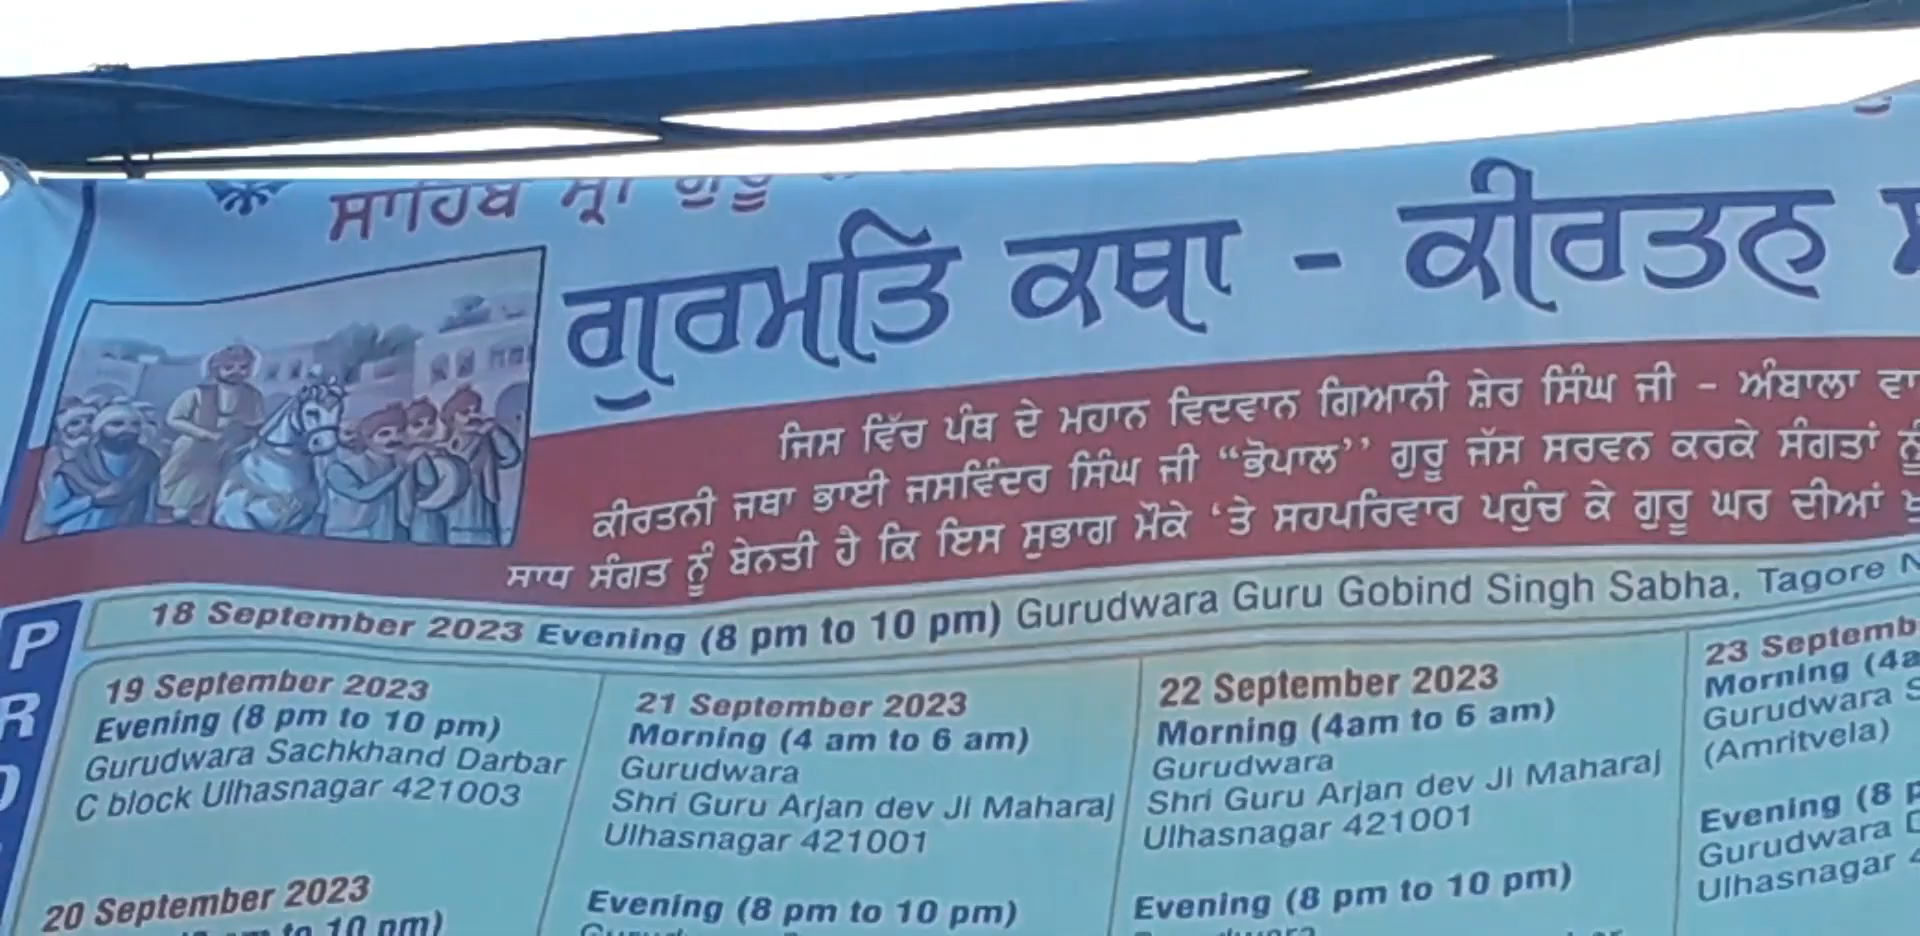 ਸਾਹਿਬ ਸ੍ਰੀ ਗੁਰੂ
ਗੁਰਮਤਿ ਕਥਾ - ਕੀਰਤਨ
ਜਿਸ ਵਿੱਚ ਪੰਥ ਦੇ ਮਹਾਨ ਵਿਦਵਾਨ ਗਿਆਨੀ ਸ਼ੇਰ ਸਿੰਘ ਜੀ - ਅੰਬਾਲਾ
ਕੀਰਤਨੀ ਜਥਾ ਭਾਈ ਜਸਵਿੰਦਰ ਸਿੰਘ ਜੀ “ਭੋਪਾਲ’’ ਗੁਰੂ ਜੱਸ ਸਰਵਨ ਕਰਕੇ ਸੰਗਤਾਂ ਨੂੰ
ਸਾਧ ਸੰਗਤ ਨੂੰ ਬੇਨਤੀ ਹੈ ਕਿ ਇਸ ਸੁਭਾਗ ਮੌਕੇ ‘ਤੇ ਸਹਪਰਿਵਾਰ ਪਹੁੰਚ ਕੇ ਗੁਰੂ ਘਰ ਦੀਆਂ
18 September 2023 Evening (8 pm to 10 pm) Gurudwara Guru Gobind Singh Sabha, Tagore
19 September 2023
Evening (8 pm to 10 pm)
Gurudwara Sachkhand Darbar
C block Ulhasnagar 421003
20 September 2023
to 10 pm)
21 September 2023
Morning (4 am to 6 am)
Gurudwara
Shri Guru Arjan dev Ji Maharaj
Ulhasnagar 421001
Evening (8 pm to 10 pm)
22 September 2023
Morning (4am to 6 am)
Gurudwara
Shri Guru Arjan dev Ji Maharaj
Ulhasnagar 421001
Evening (8 pm to 10 pm)
23
Morning
Gurudwara
(Amritvela)
Evening (8
Gurudwara
Ulhasnagar